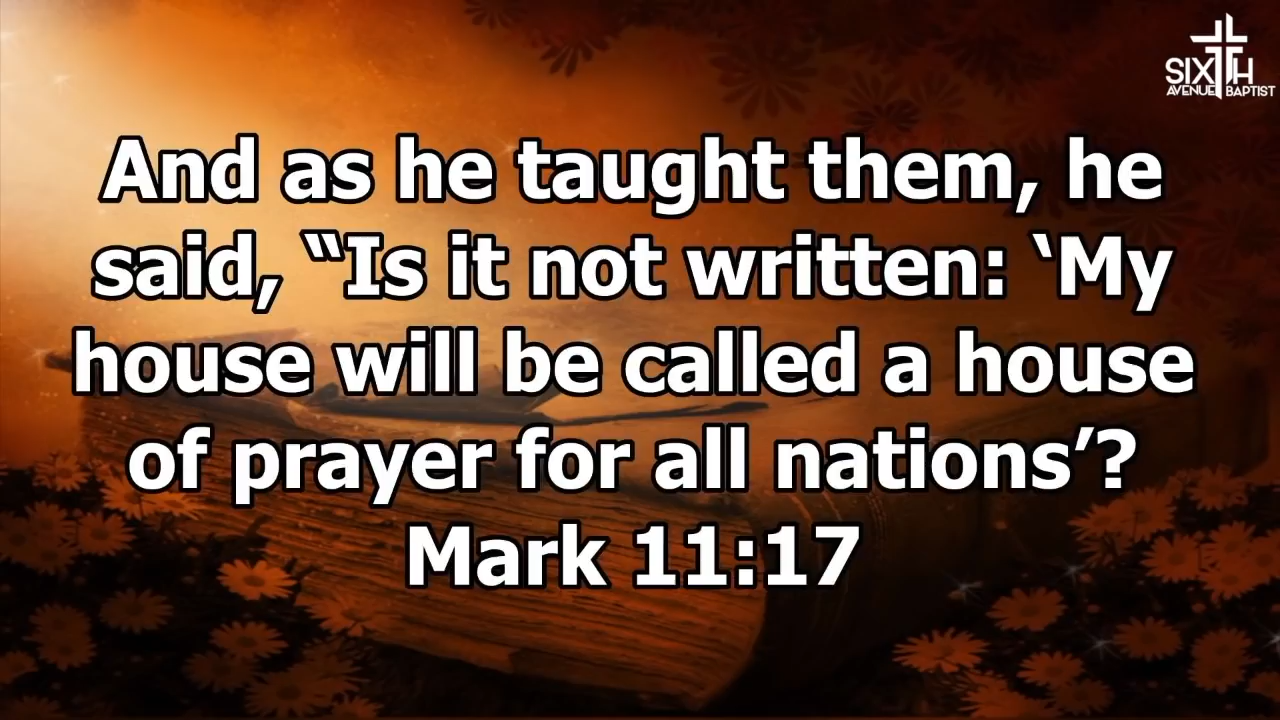 SIXTH
AVENUE BAPTIST
And as he taught them, he
said, “Is it not written: ‘My
house will be called a house
of prayer for all nations’?
Mark 11:17